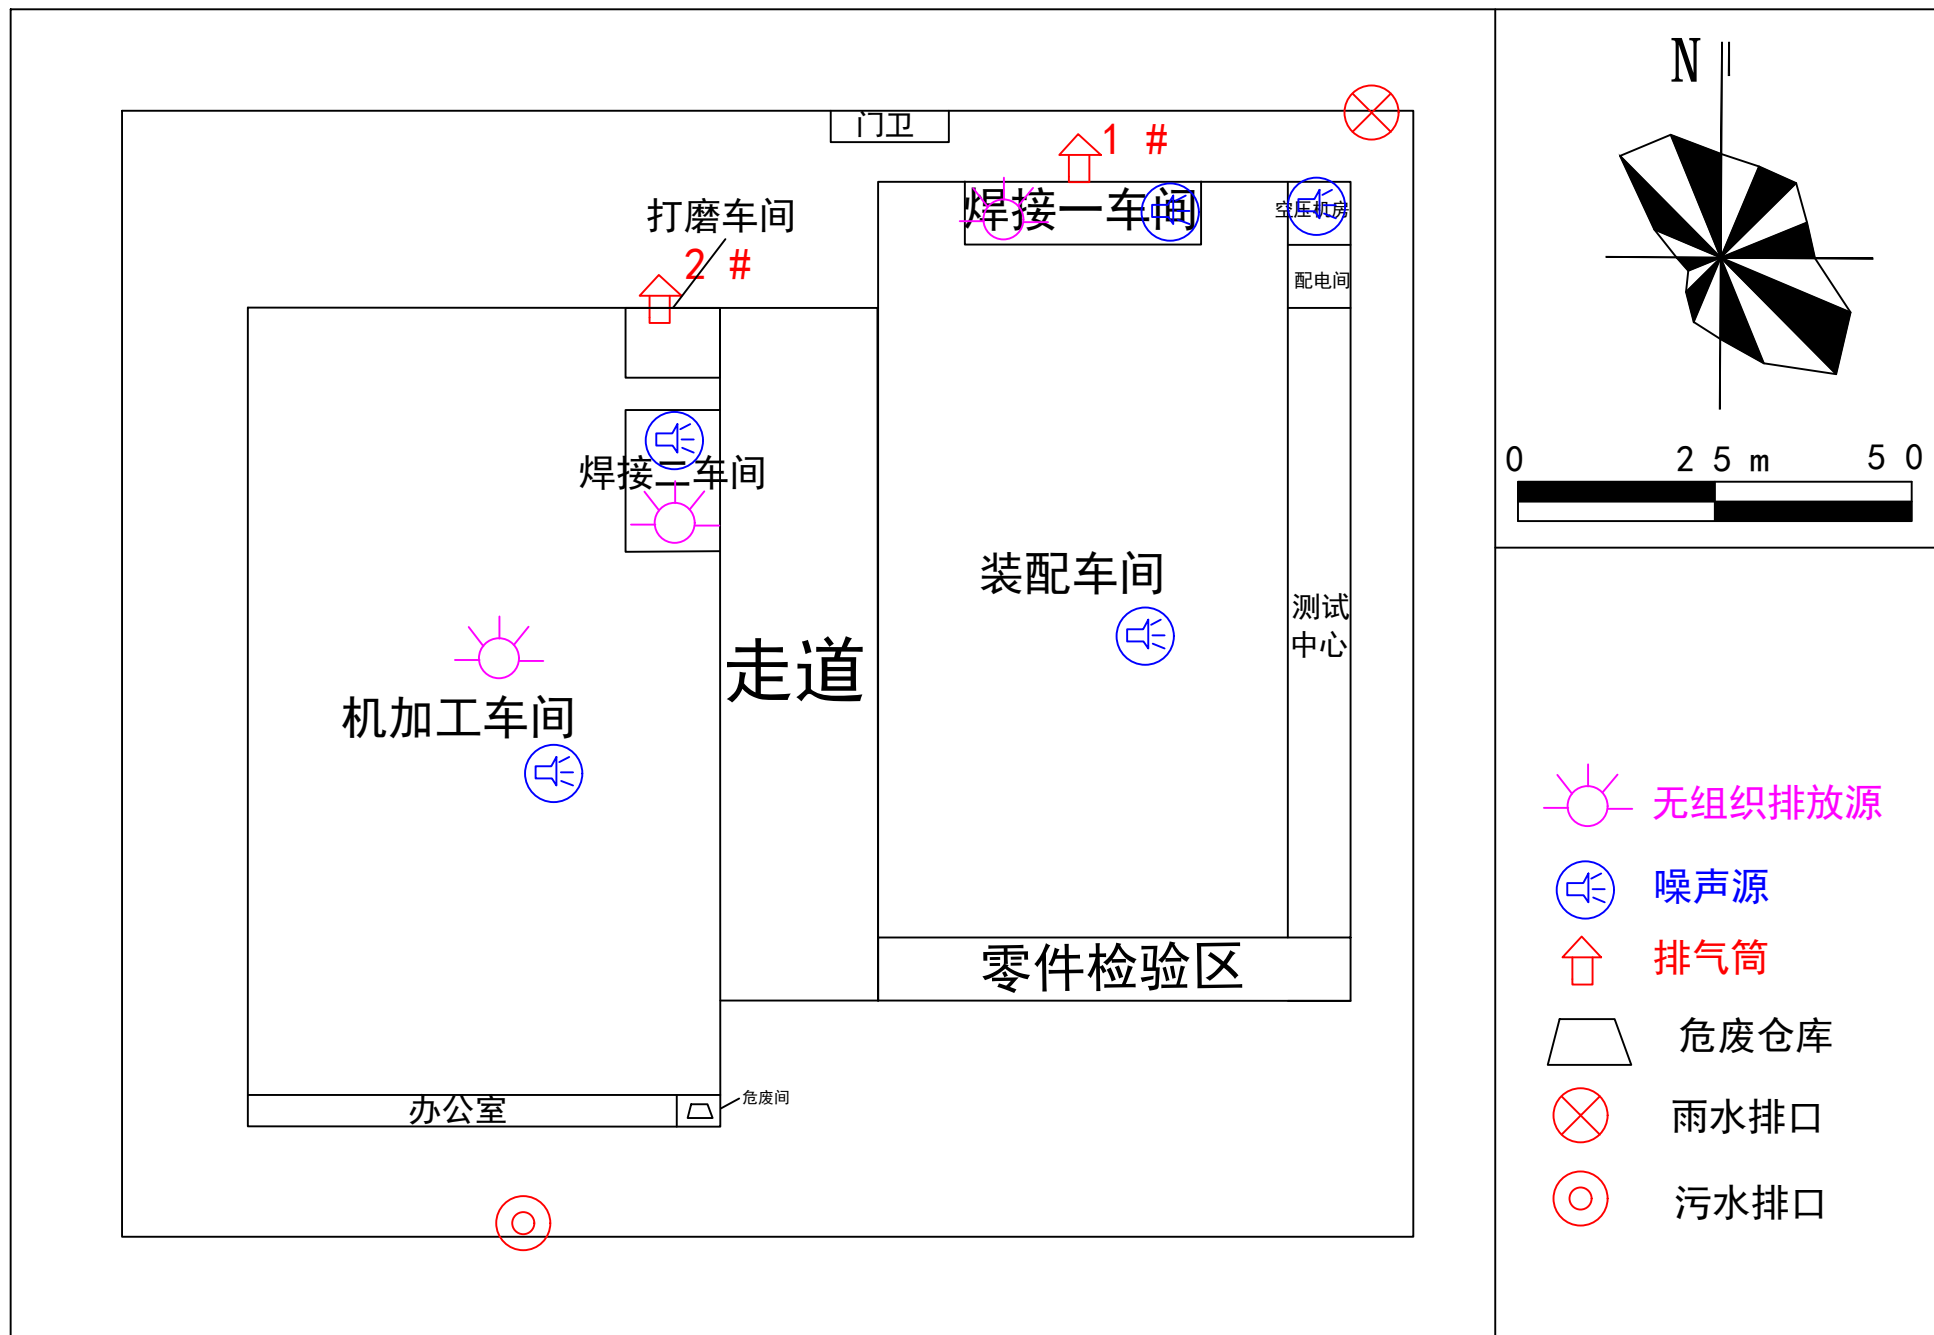 N
门卫
1 #
打磨车间
焊接一车间
空压机房
2 #
配电间
0 25m 50
焊接二车间
装配车间
测试
中心
走道
机加工车间
无组织排放源
噪声源
零件检验区
排气筒
危废仓库
办公室
危废间
雨水排口
污水排口